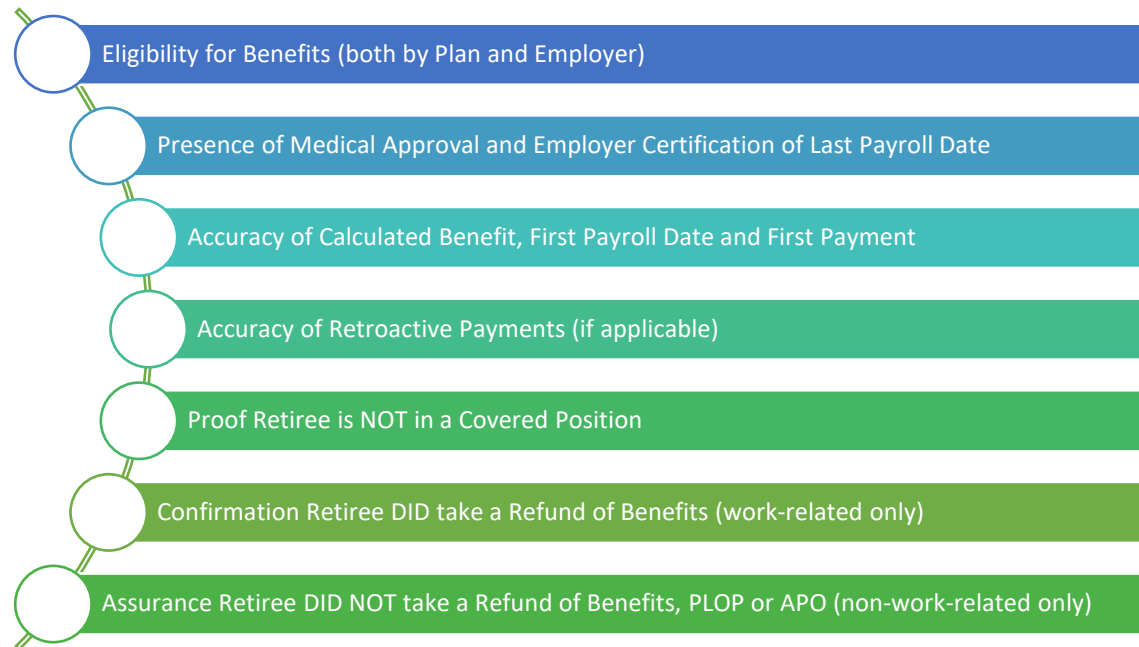 Eligibility for Benefits (both by Plan and Employer)
Presence of Medical Approval and Employer Certification of Last Payroll Date
Accuracy of Calculated Benefit, First Payroll Date and First Payment
Accuracy of Retroactive Payments (if applicable)
Proof Retiree is NOT in a Covered Position
Confirmation Retiree DID take a Refund of Benefits (work-related only)
Assurance Retiree DID NOT take a Refund of Benefits, PLOP or APO (non-work-related only)